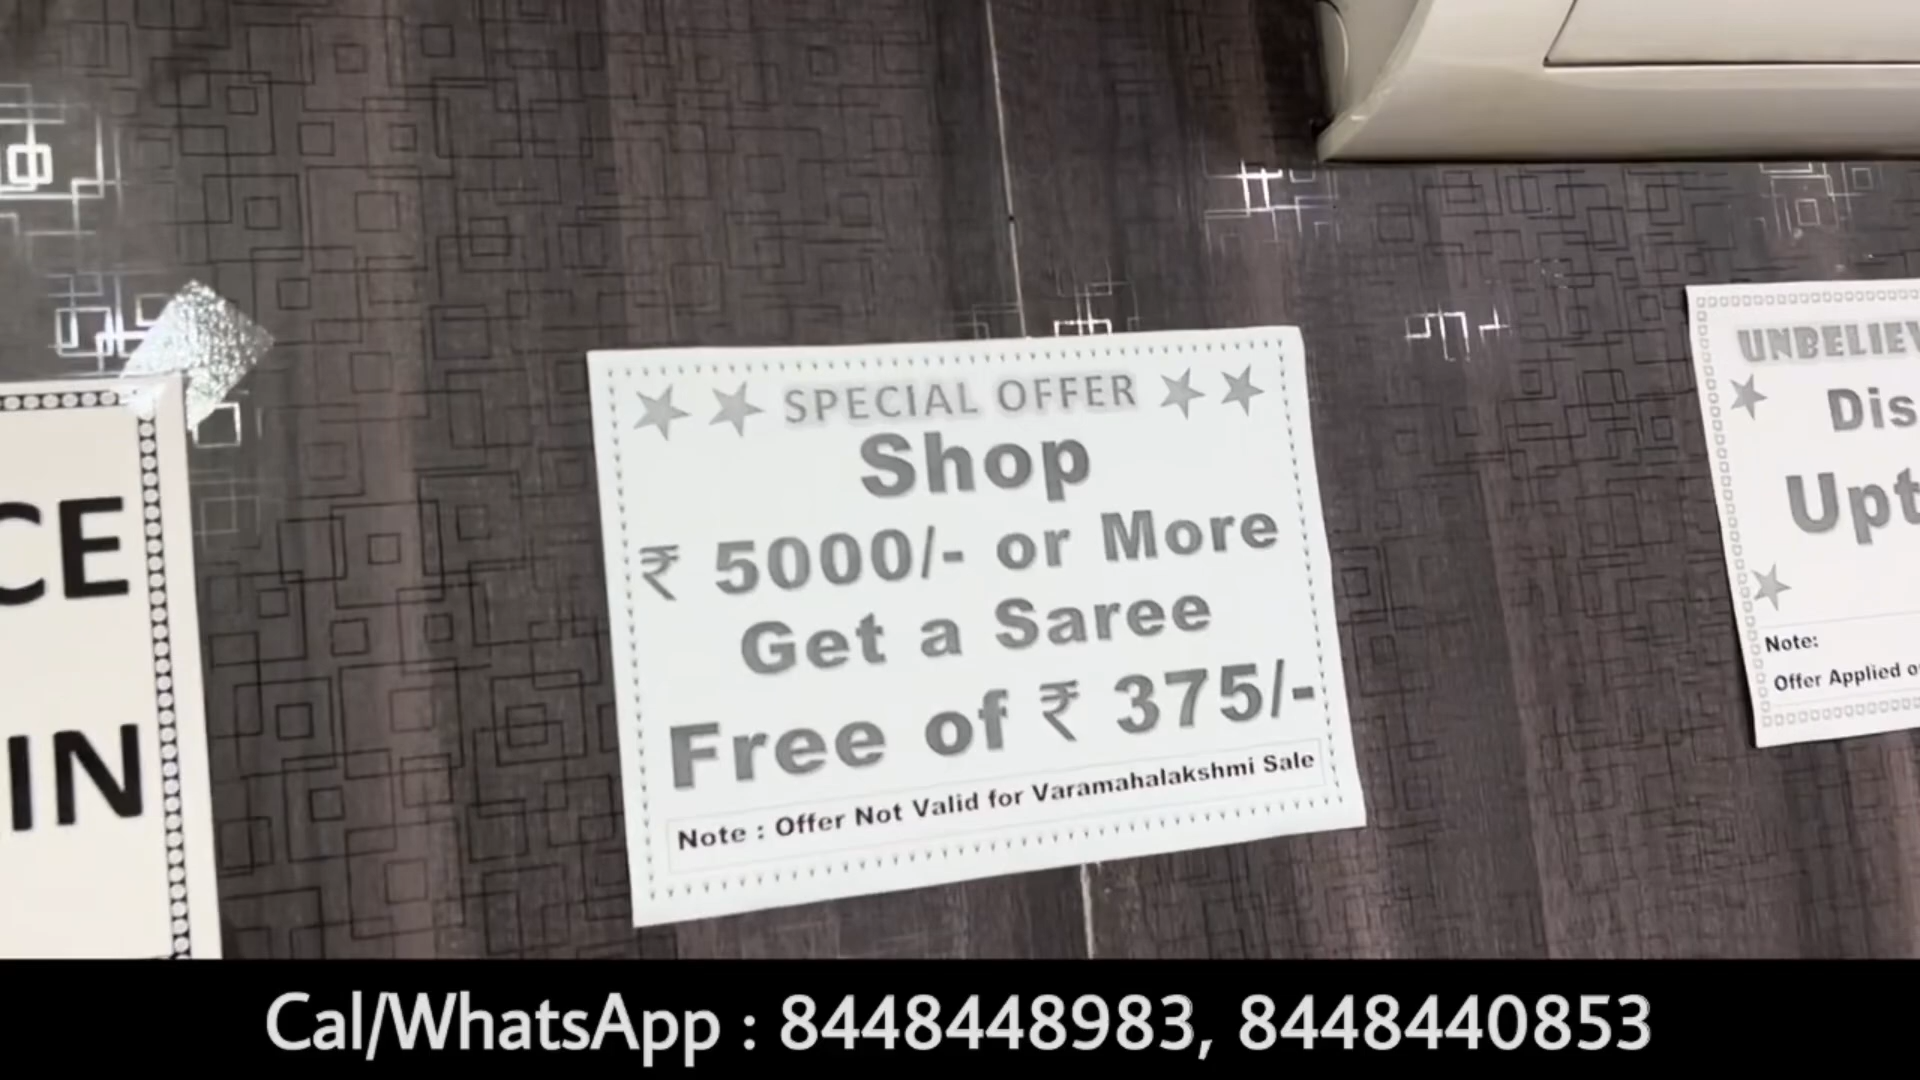 CE
IN
SPECIAL OFFER
Shop
₹ 5000/- or More
Get a Saree
Free of ₹ 375/-
Note : Offer Not Valid for Varamahalakshmi Sale
Dis
Upt
Note:
Offer Applied
Cal/WhatsApp : 8448448983, 8448440853